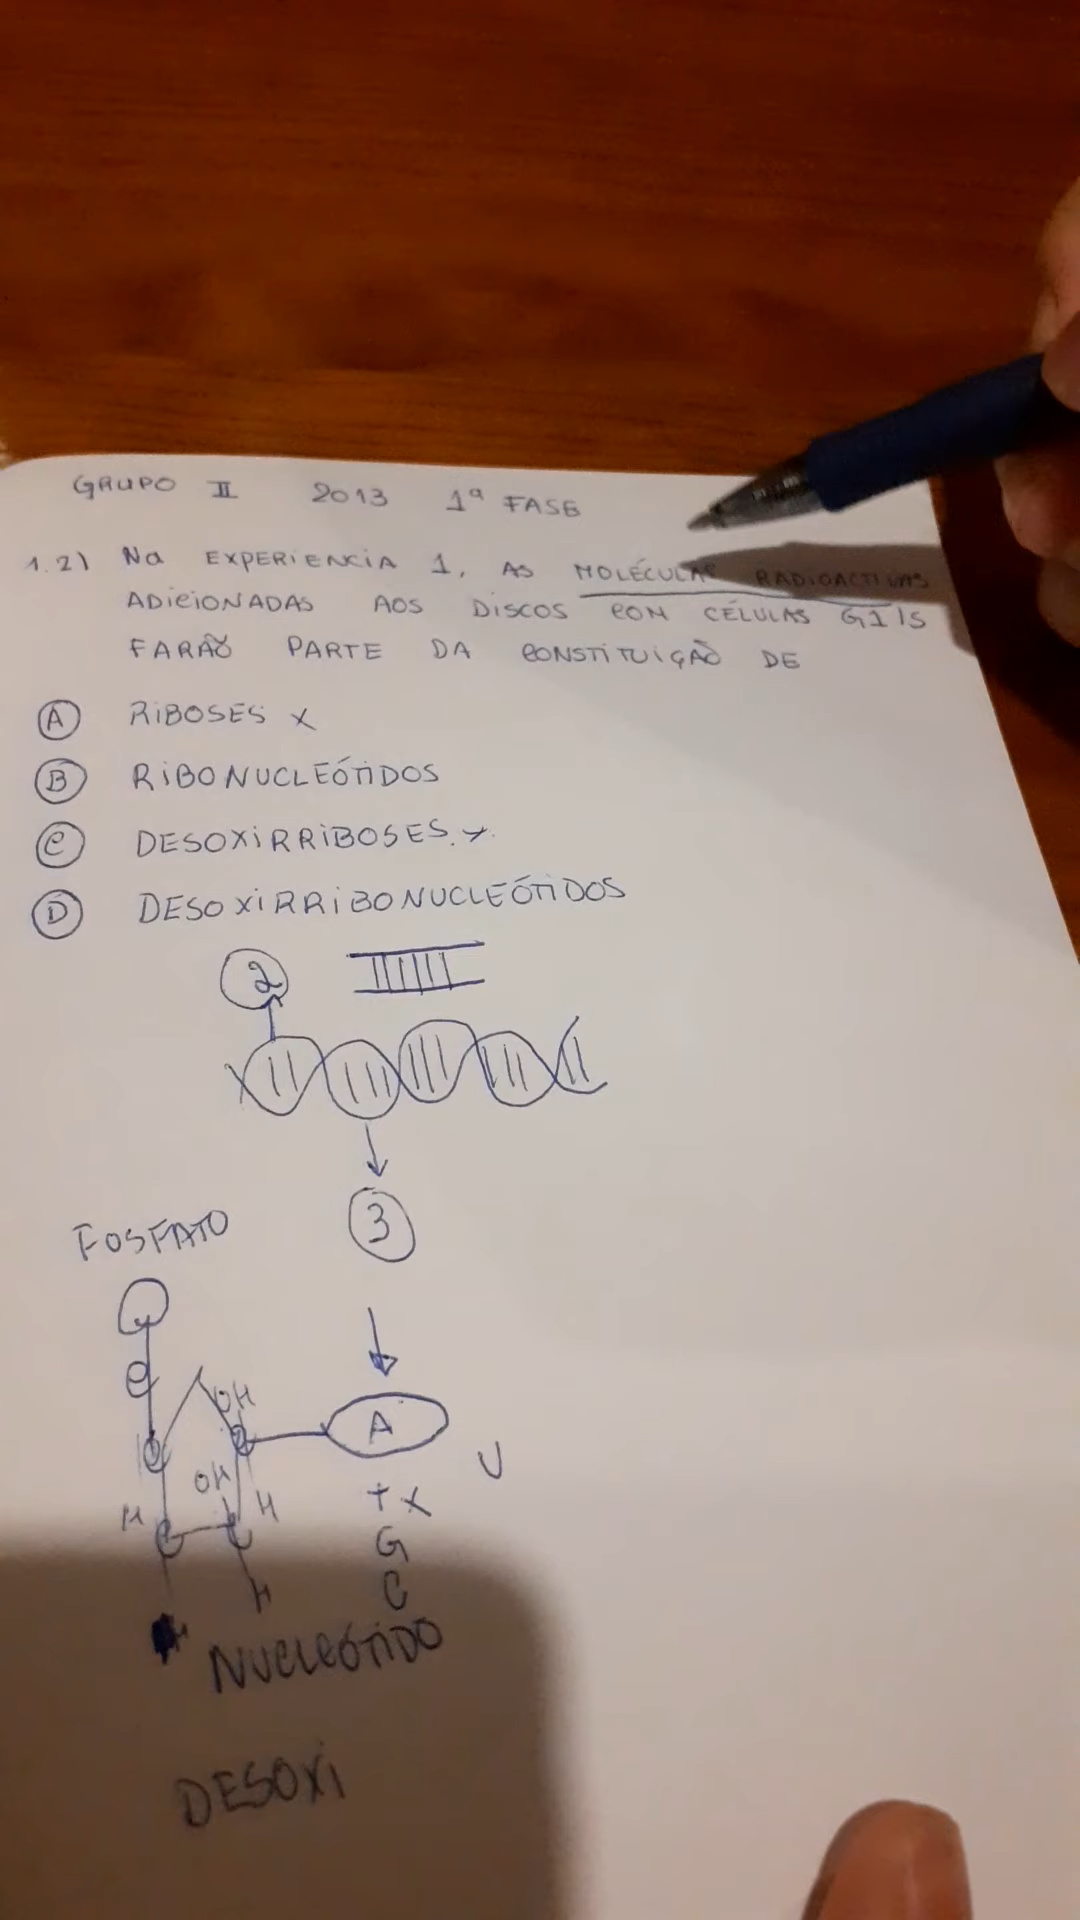 GRUPO II 2013 1ª FASE
1.2) Na EXPERIENCIA 1, AS MOLÉCULAS RADIOACTIVAS
ADICIONADAS AOS DISCOS COM CÉLULAS G1/S
FARÃO PARTE DA CONSTITUIÇÃO DE
A RIBOSES X
B RIBONUCLEÓTIDOS
C DESOXIRRIBOSES. X
D DESOXIRRIBONUCLEÓTIDOS
2
3
FOSFATO
C
OH
A
U
OH
H
H
T X
C
G
H
C
H
NUCLEÓTIDO
DESOXI